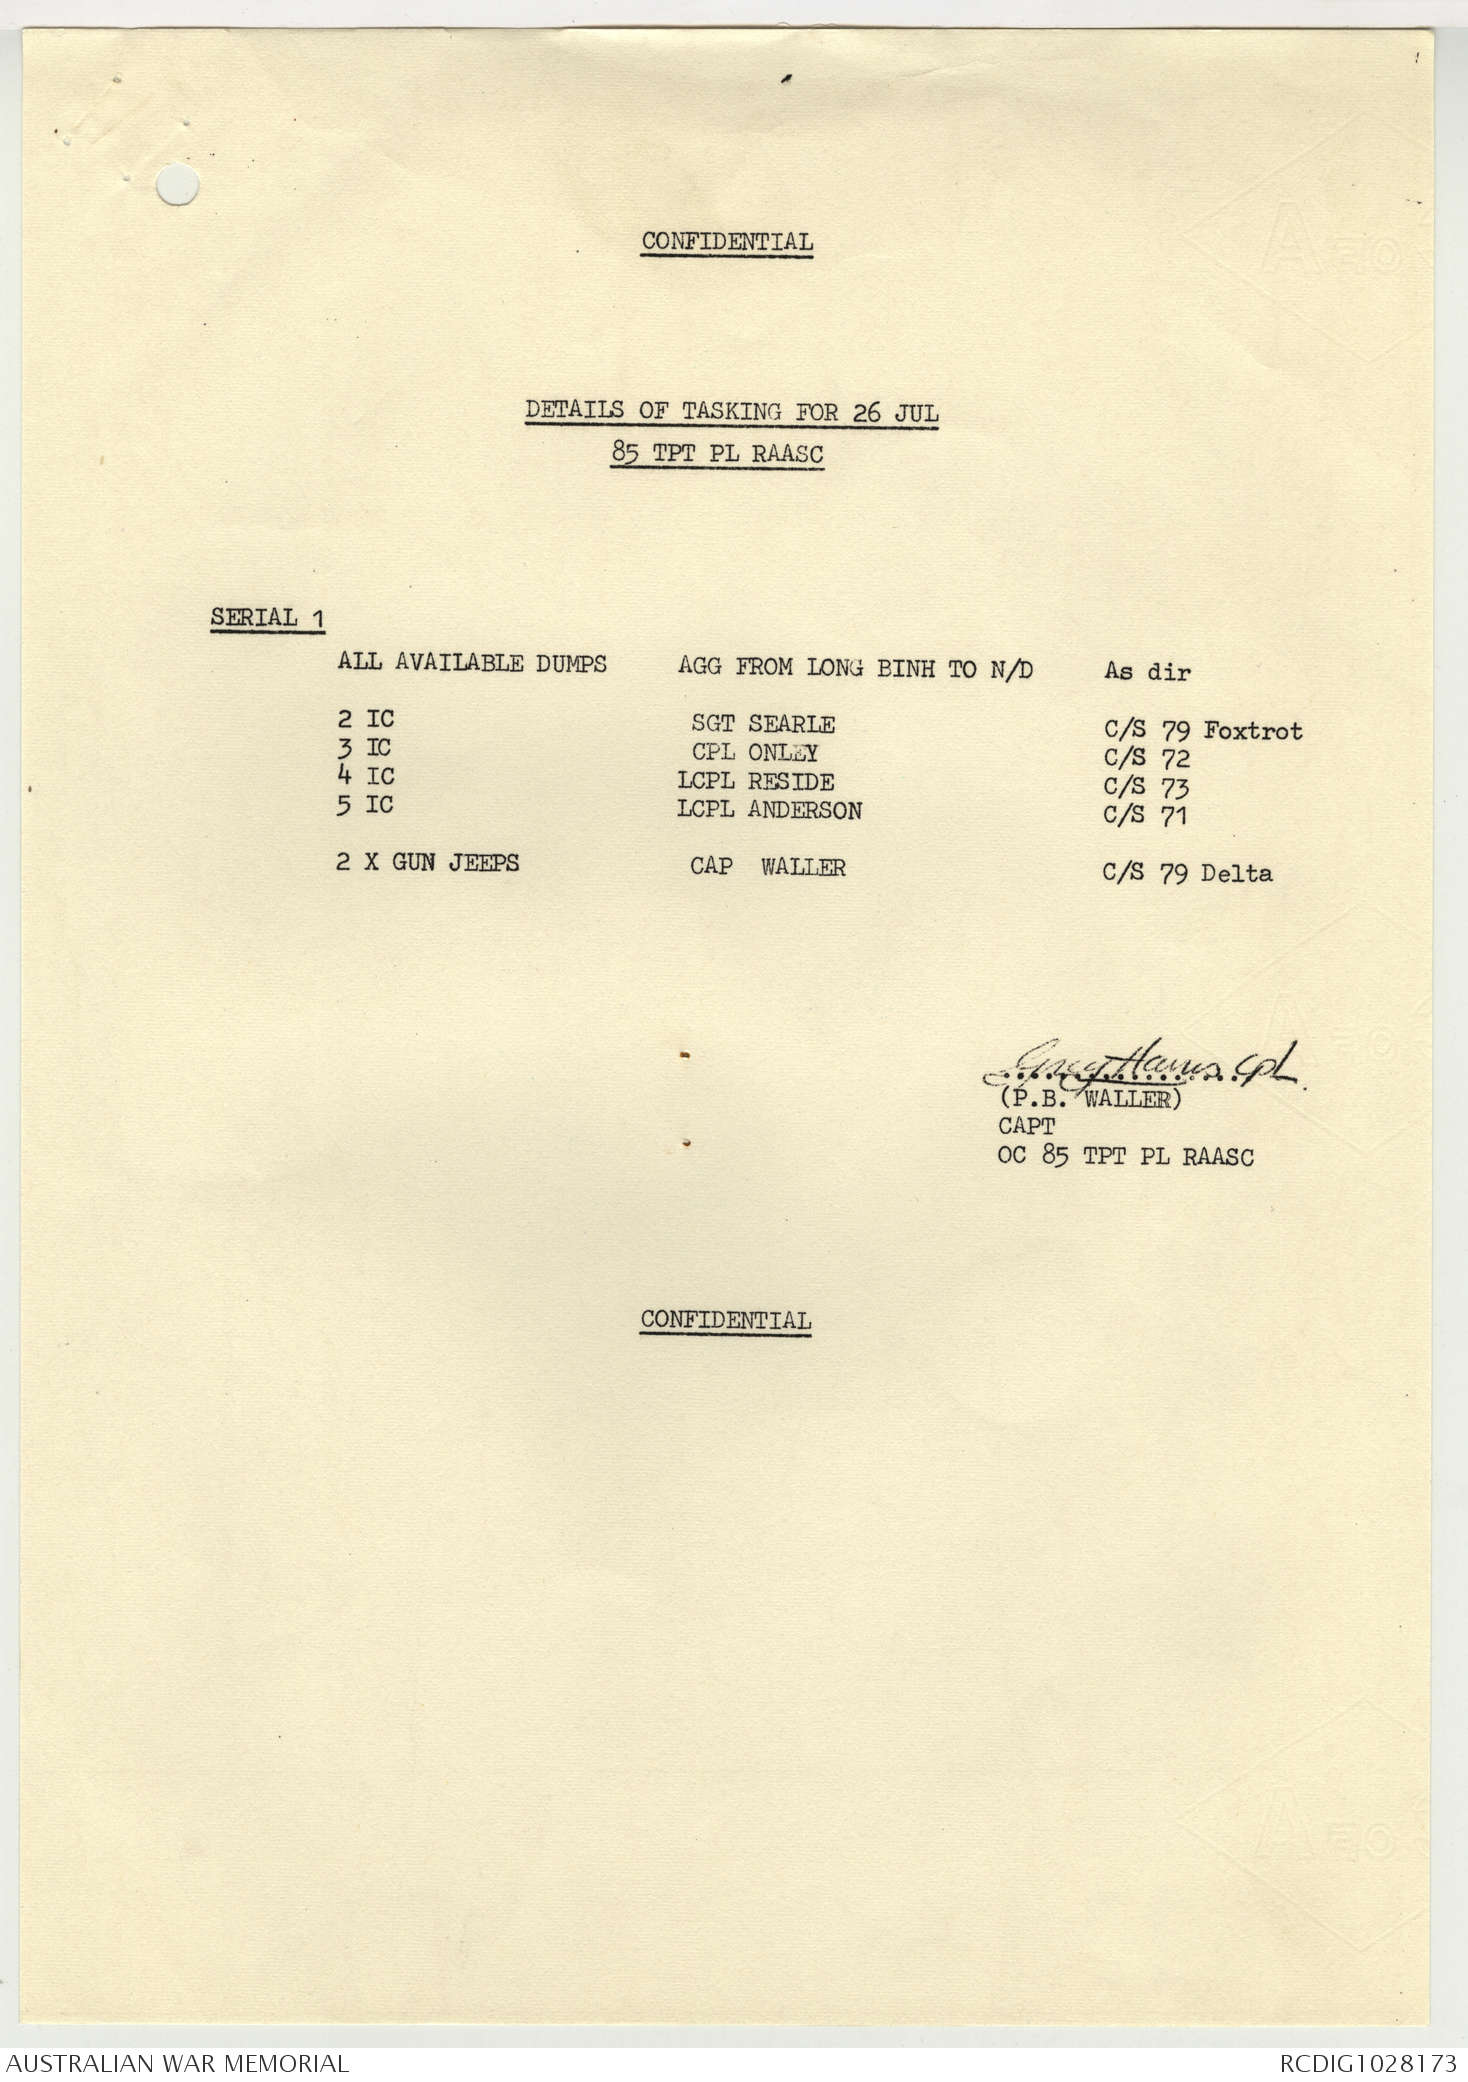 CONFIDENTIAL
DETAILS OF TASKING FOR 26 JUL
85 TPT PL RAASC
SERIAL 1
ALL AVAILABLE DUMPS AGG FROM LONG BINH TO N/D As dir
2 IC SGT SEARLE C/S 79 Foxtrot
3 IC CPL ONLEY C/S 72
4 IC LCPL RESIDE C/S 73
5 IC LCPL ANDERSON C/S 71
2 X GUN JEEPS CAP WALLER C/S 79 Delta
Greg Harris Cpl
(P.B. WALLER)
CAPT
OC 85 TPT PL RAASC
CONFIDENTIAL
AUSTRALIAN WAR MEMORIAL RCDIG1028173